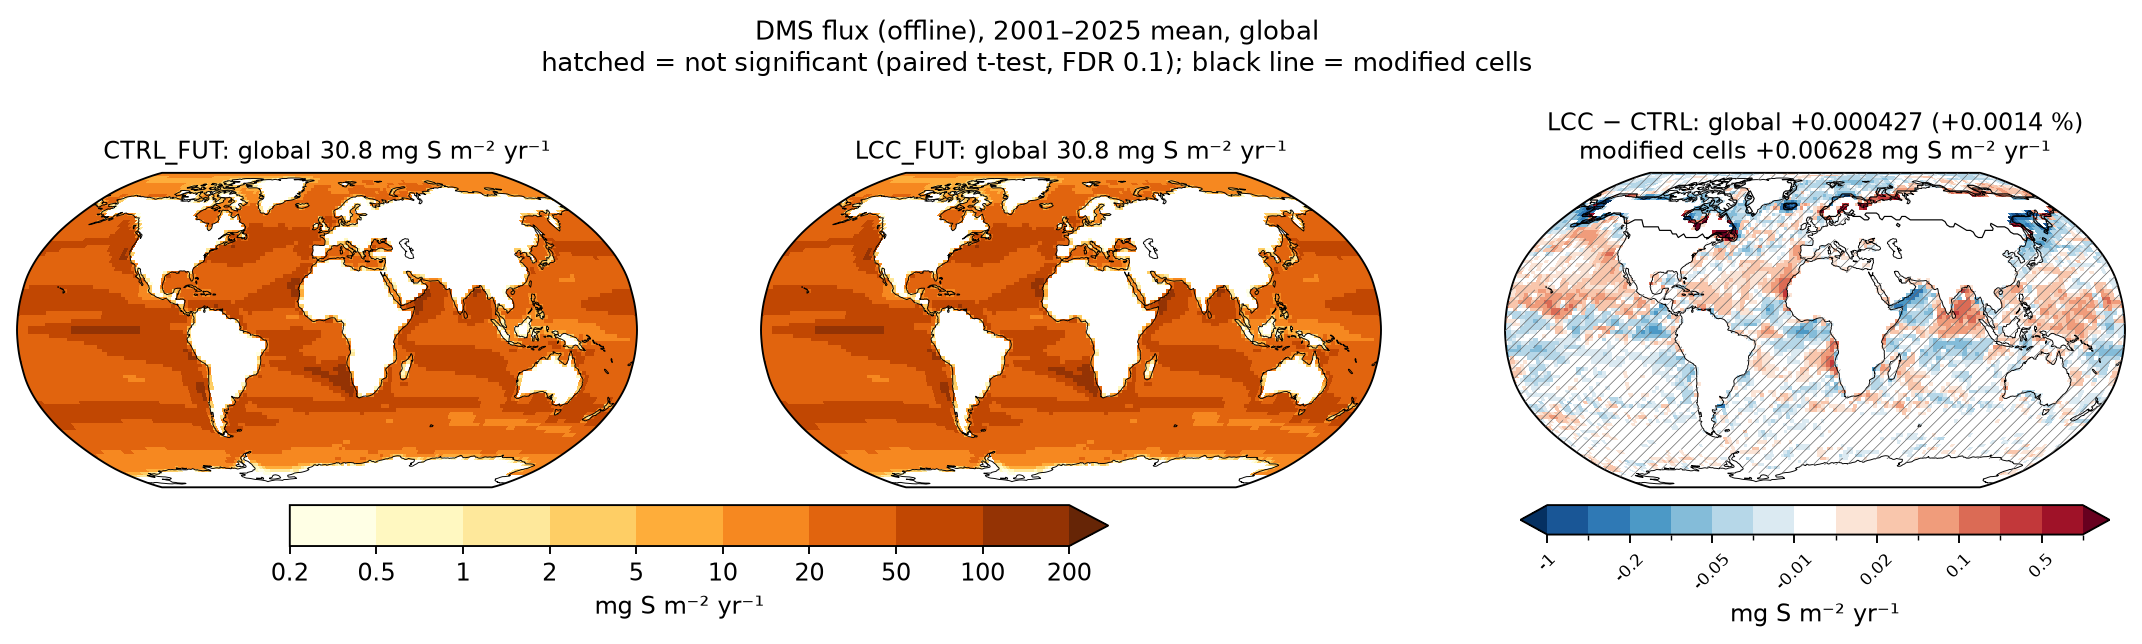 DMS flux (offline), 2001–2025 mean, global
hatched = not significant (paired t-test, FDR 0.1); black line = modified cells
CTRL_FUT: global 30.8 mg S m⁻² yr⁻¹
LCC_FUT: global 30.8 mg S m⁻² yr⁻¹
LCC − CTRL: global +0.000427 (+0.0014 %)
modified cells +0.00628 mg S m⁻² yr⁻¹
0.2 0.5 1 2 5 10 20 50 100 200
mg S m⁻² yr⁻¹
-1 -0.2 -0.05 -0.01 0.02 0.1 0.5
mg S m⁻² yr⁻¹